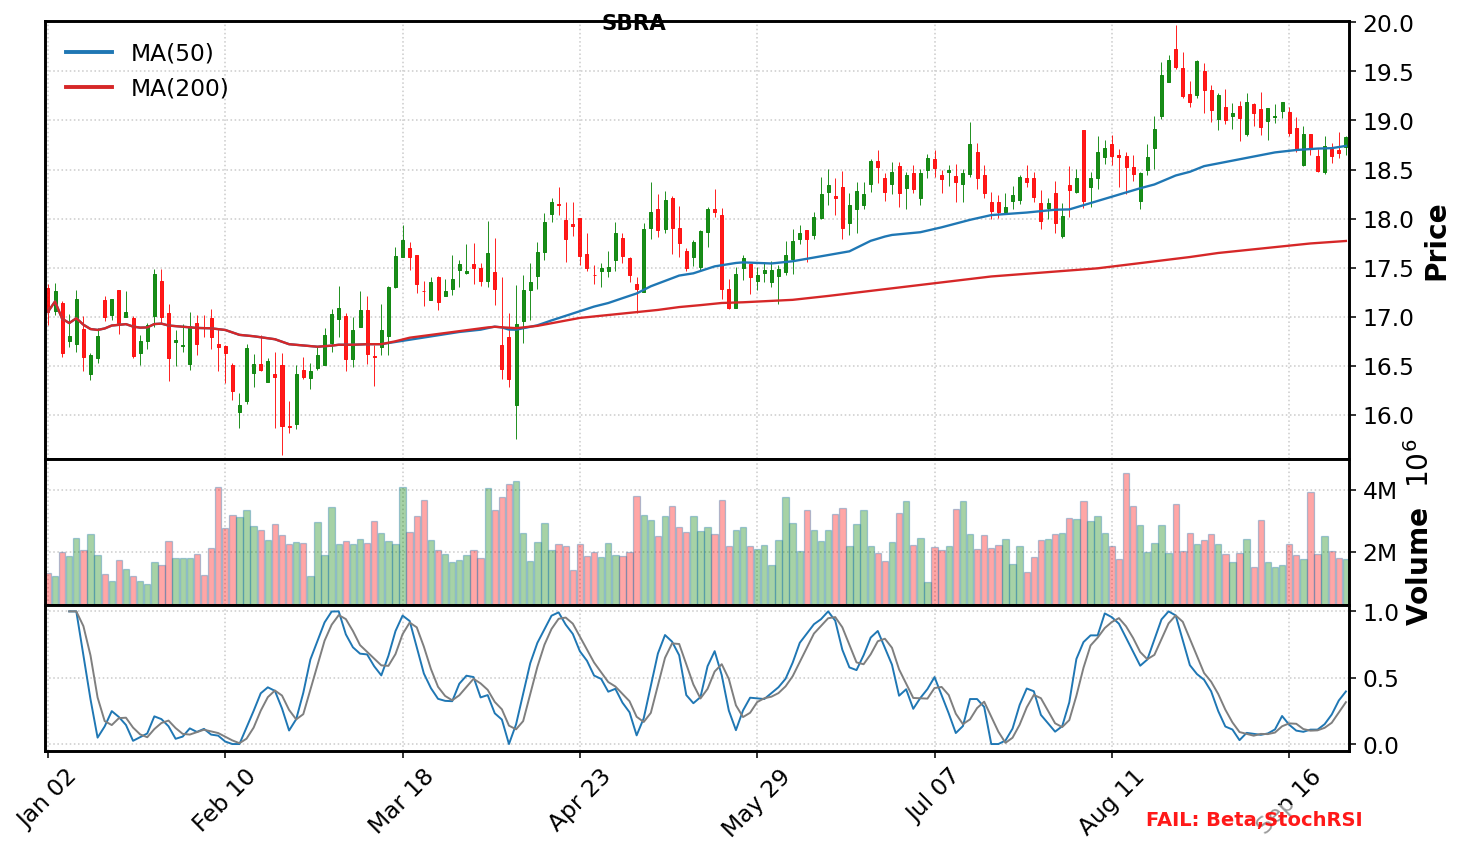 SBRA
MA(50)
MA(200)
20.0
19.5
19.0
18.5
18.0
17.5
17.0
16.5
16.0
Price
4M
2M
Volume 10⁶
1.0
0.5
0.0
Jan 02
Feb 10
Mar 18
Apr 23
May 29
Jul 07
Aug 11
Sep 16
FAIL: Beta,StochRSI